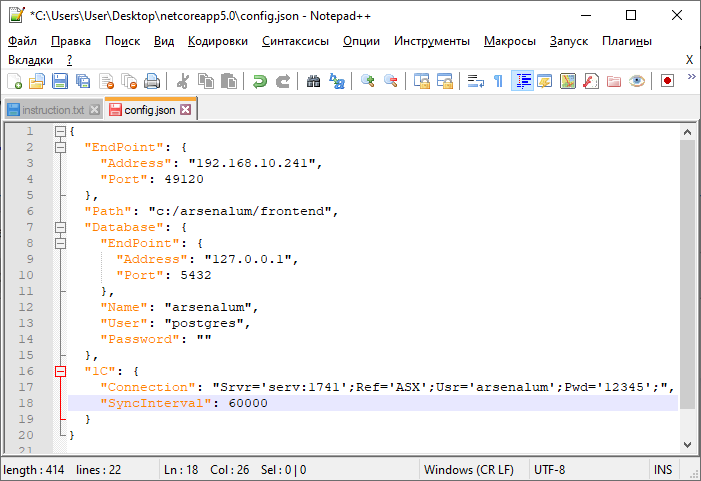 *C:\Users\User\Desktop\netcoreapp5.0\config.json - Notepad++
Файл Правка Поиск Вид Кодировки Синтаксисы Опции Инструменты Макросы Запуск Плагины
Вкладки ? X
instruction.txt config.json
1 {
2 "EndPoint": {
3 "Address": "192.168.10.241",
4 "Port": 49120
5 },
6 "Path": "c:/arsenalum/frontend",
7 "Database": {
8 "EndPoint": {
9 "Address": "127.0.0.1",
10 "Port": 5432
11 },
12 "Name": "arsenalum",
13 "User": "postgres",
14 "Password": ""
15 },
16 "1C": {
17 "Connection": "Srvr='serv:1741';Ref='ASX';Usr='arsenalum';Pwd='12345';",
18 "SyncInterval": 60000
19 }
20 }
21
length : 414 lines : 22 Ln : 18 Col : 26 Sel : 0 | 0 Windows (CR LF) UTF-8 INS